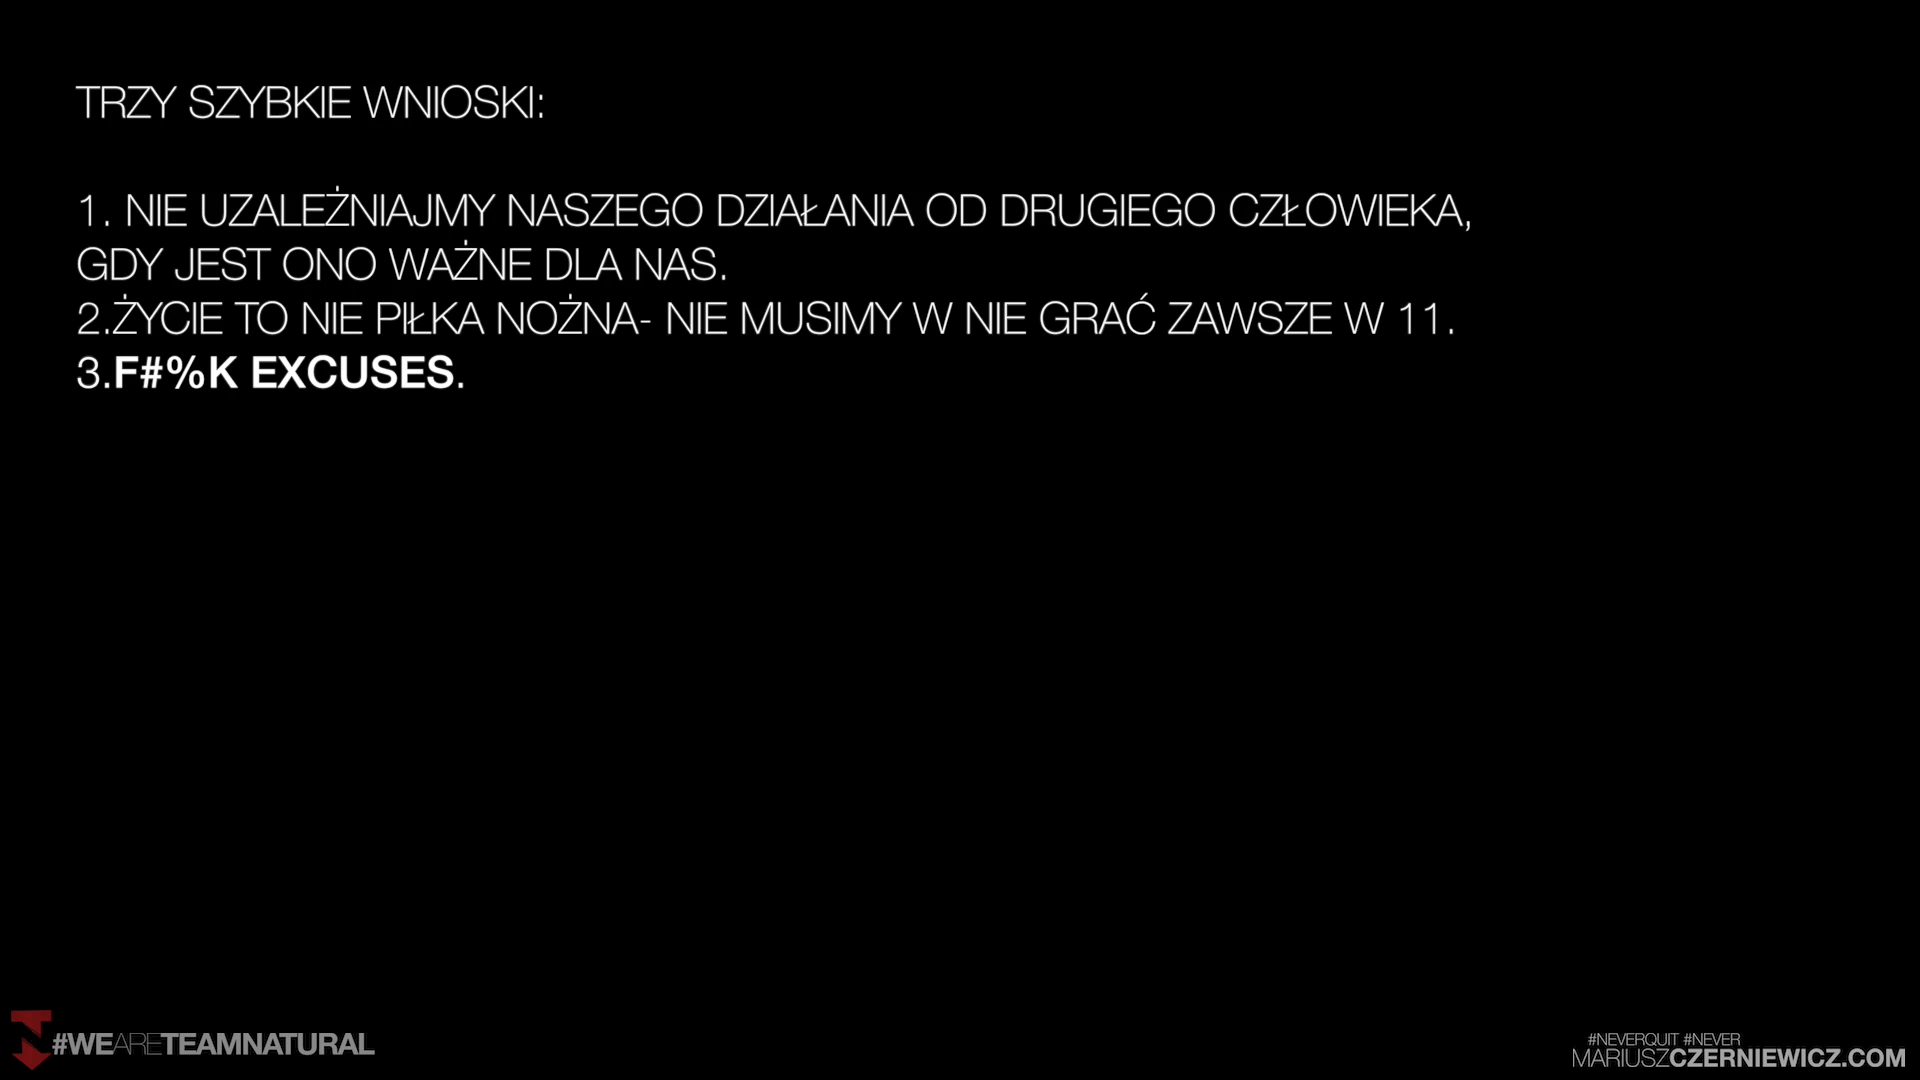 TRZY SZYBKIE WNIOSKI:
1. NIE UZALEŻNIAJMY NASZEGO DZIAŁANIA OD DRUGIEGO CZŁOWIEKA,
GDY JEST ONO WAŻNE DLA NAS.
2.ŻYCIE TO NIE PIŁKA NOŻNA- NIE MUSIMY W NIE GRAĆ ZAWSZE W 11.
3.F#%K EXCUSES.
#WEARETEAMNATURAL
#NEVERQUIT #NEVER
MARIUSZCZERNIEWICZ.COM